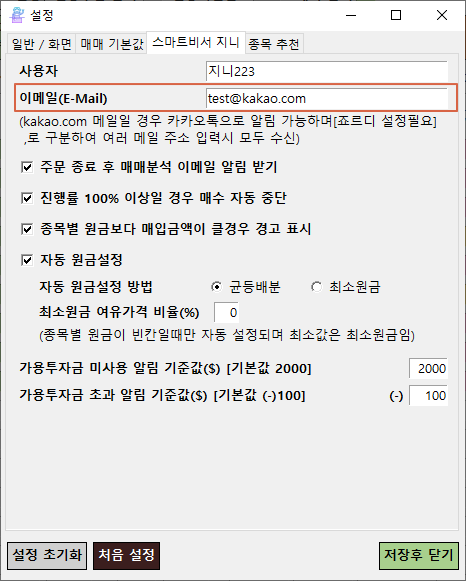 설정
일반 / 화면 매매 기본값 스마트비서 지니 종목 추천
사용자 지니223
이메일(E-Mail) test@kakao.com
(kakao.com 메일일 경우 카카오톡으로 알림 가능하며[죠르디 설정필요]
,로 구분하여 여러 메일 주소 입력시 모두 수신)
주문 종료 후 매매분석 이메일 알림 받기
진행률 100% 이상일 경우 매수 자동 중단
종목별 원금보다 매입금액이 클경우 경고 표시
자동 원금설정
자동 원금설정 방법 균등배분 최소원금
최소원금 여유가격 비율(%) 0
(종목별 원금이 빈칸일때만 자동 설정되며 최소값은 최소원금임)
가용투자금 미사용 알림 기준값($) [기본값 2000] 2000
가용투자금 초과 알림 기준값($) [기본값 (-)100] (-) 100
설정 초기화 처음 설정 저장후 닫기